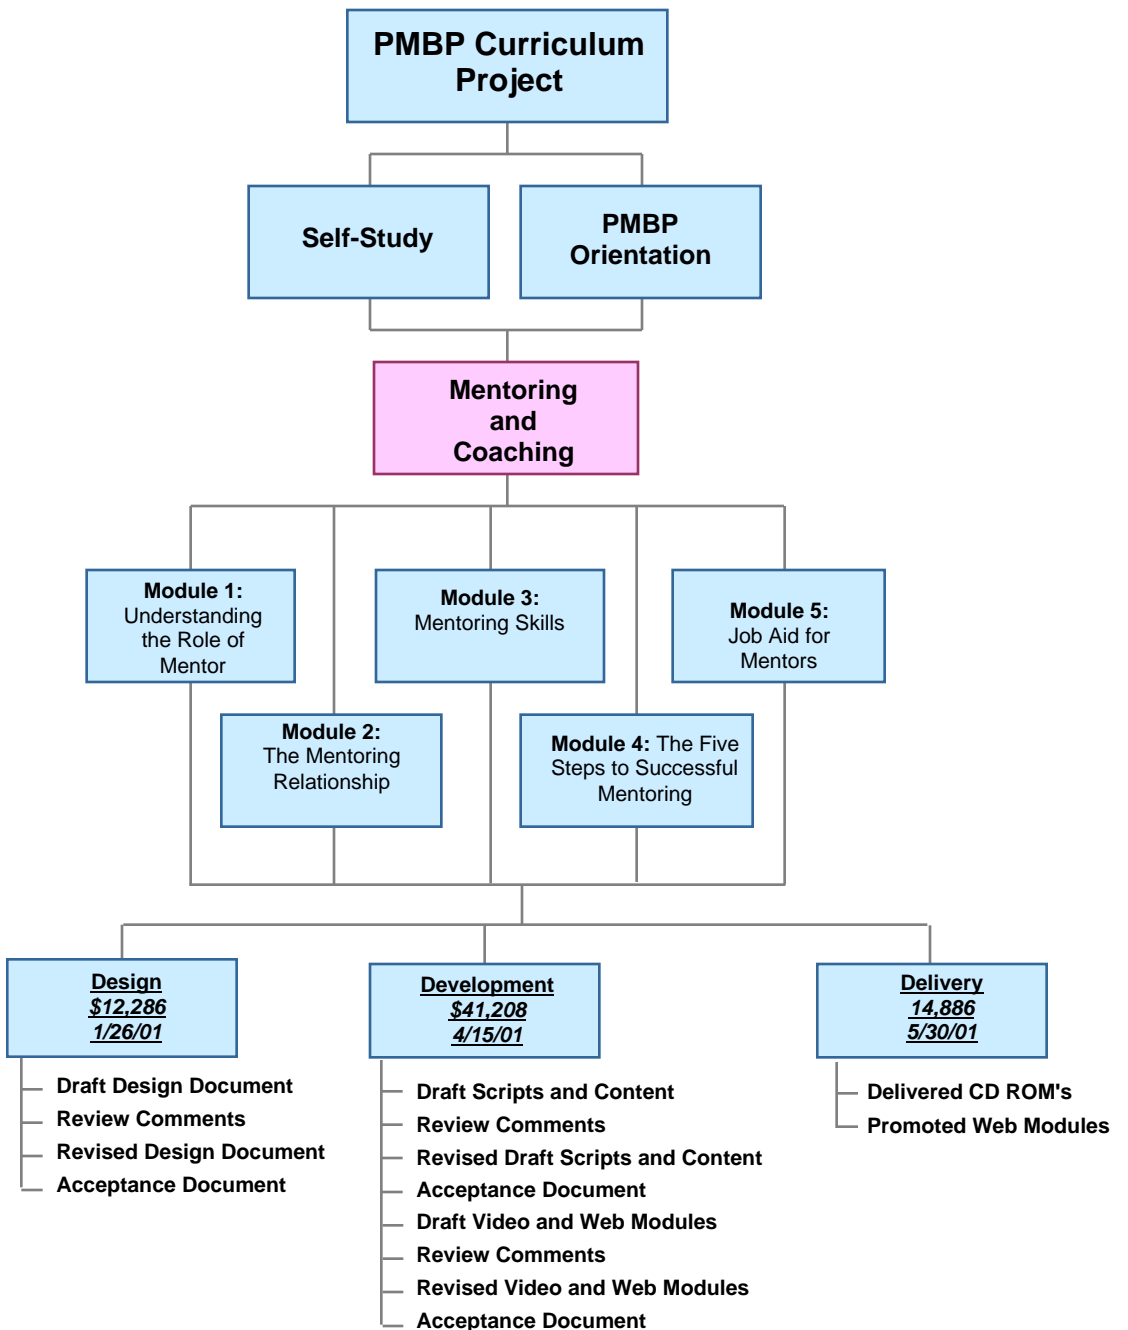 PMBP Curriculum
Project
Self-Study
PMBP
Orientation
Mentoring
and
Coaching
Module 1:
Understanding
the Role of
Mentor
Module 2:
The Mentoring
Relationship
Module 3:
Mentoring Skills
Module 4: The Five
Steps to Successful
Mentoring
Module 5:
Job Aid for
Mentors
Design
$12,286
1/26/01
Draft Design Document
Review Comments
Revised Design Document
Acceptance Document
Development
$41,208
4/15/01
Draft Scripts and Content
Review Comments
Revised Draft Scripts and Content
Acceptance Document
Draft Video and Web Modules
Review Comments
Revised Video and Web Modules
Acceptance Document
Delivery
14,886
5/30/01
Delivered CD ROM's
Promoted Web Modules